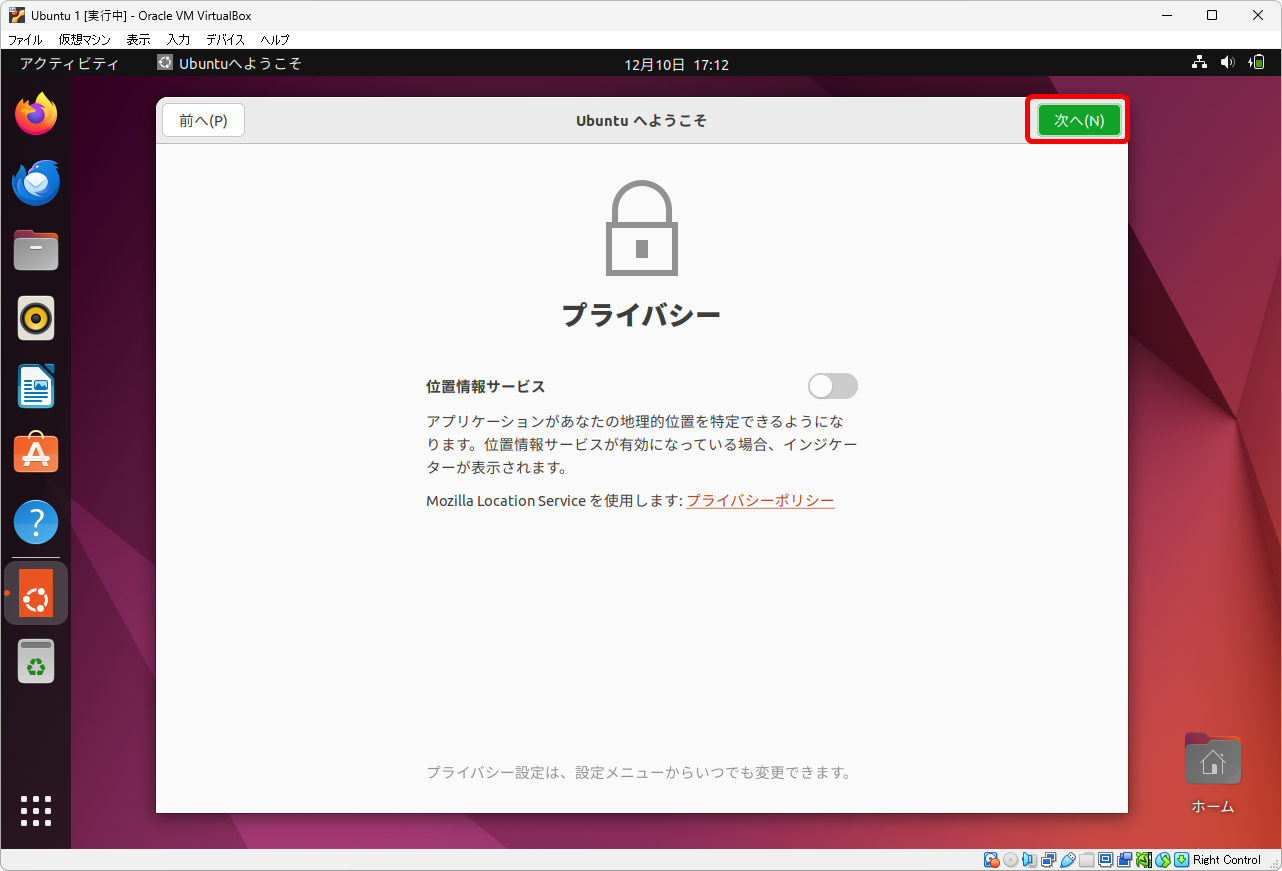 Ubuntu 1 [実行中] - Oracle VM VirtualBox
ファイル 仮想マシン 表示 入力 デバイス ヘルプ
アクティビティ Ubuntuへようこそ 12月10日 17:12
前へ(P) Ubuntu へようこそ 次へ(N)
プライバシー
位置情報サービス
アプリケーションがあなたの地理的位置を特定できるようにな
ります。位置情報サービスが有効になっている場合、インジケー
ターが表示されます。
Mozilla Location Service を使用します: プライバシーポリシー
プライバシー設定は、設定メニューからいつでも変更できます。
ホーム
Right Control